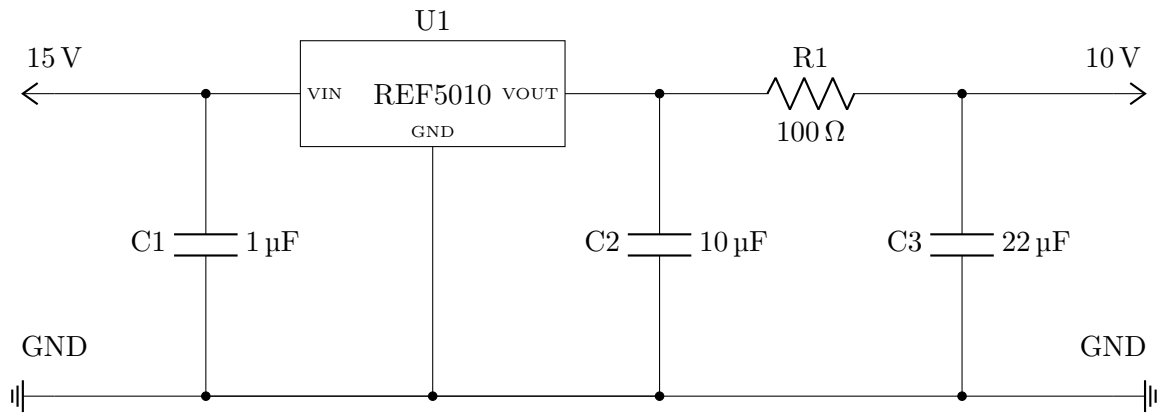 U1
15 V
R1
10 V
VIN
REF5010
VOUT
GND
100 Ω
C1
1 µF
C2
10 µF
C3
22 µF
GND
GND